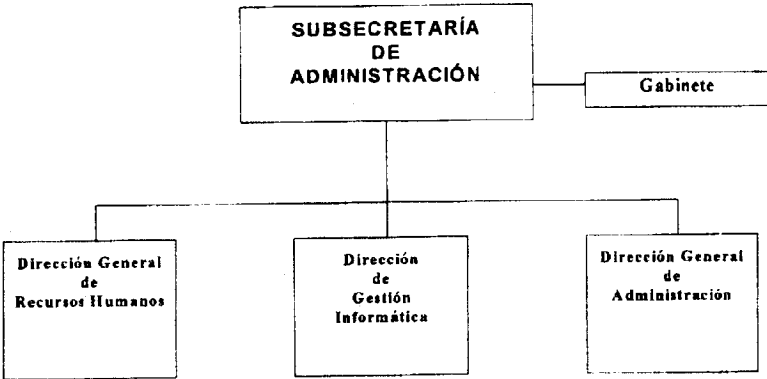 SUBSECRETARÍA
DE
ADMINISTRACIÓN
Gabinete
Dirección General
de
Recursos Humanos
Dirección
de
Gestión
Informática
Dirección General
de
Administración